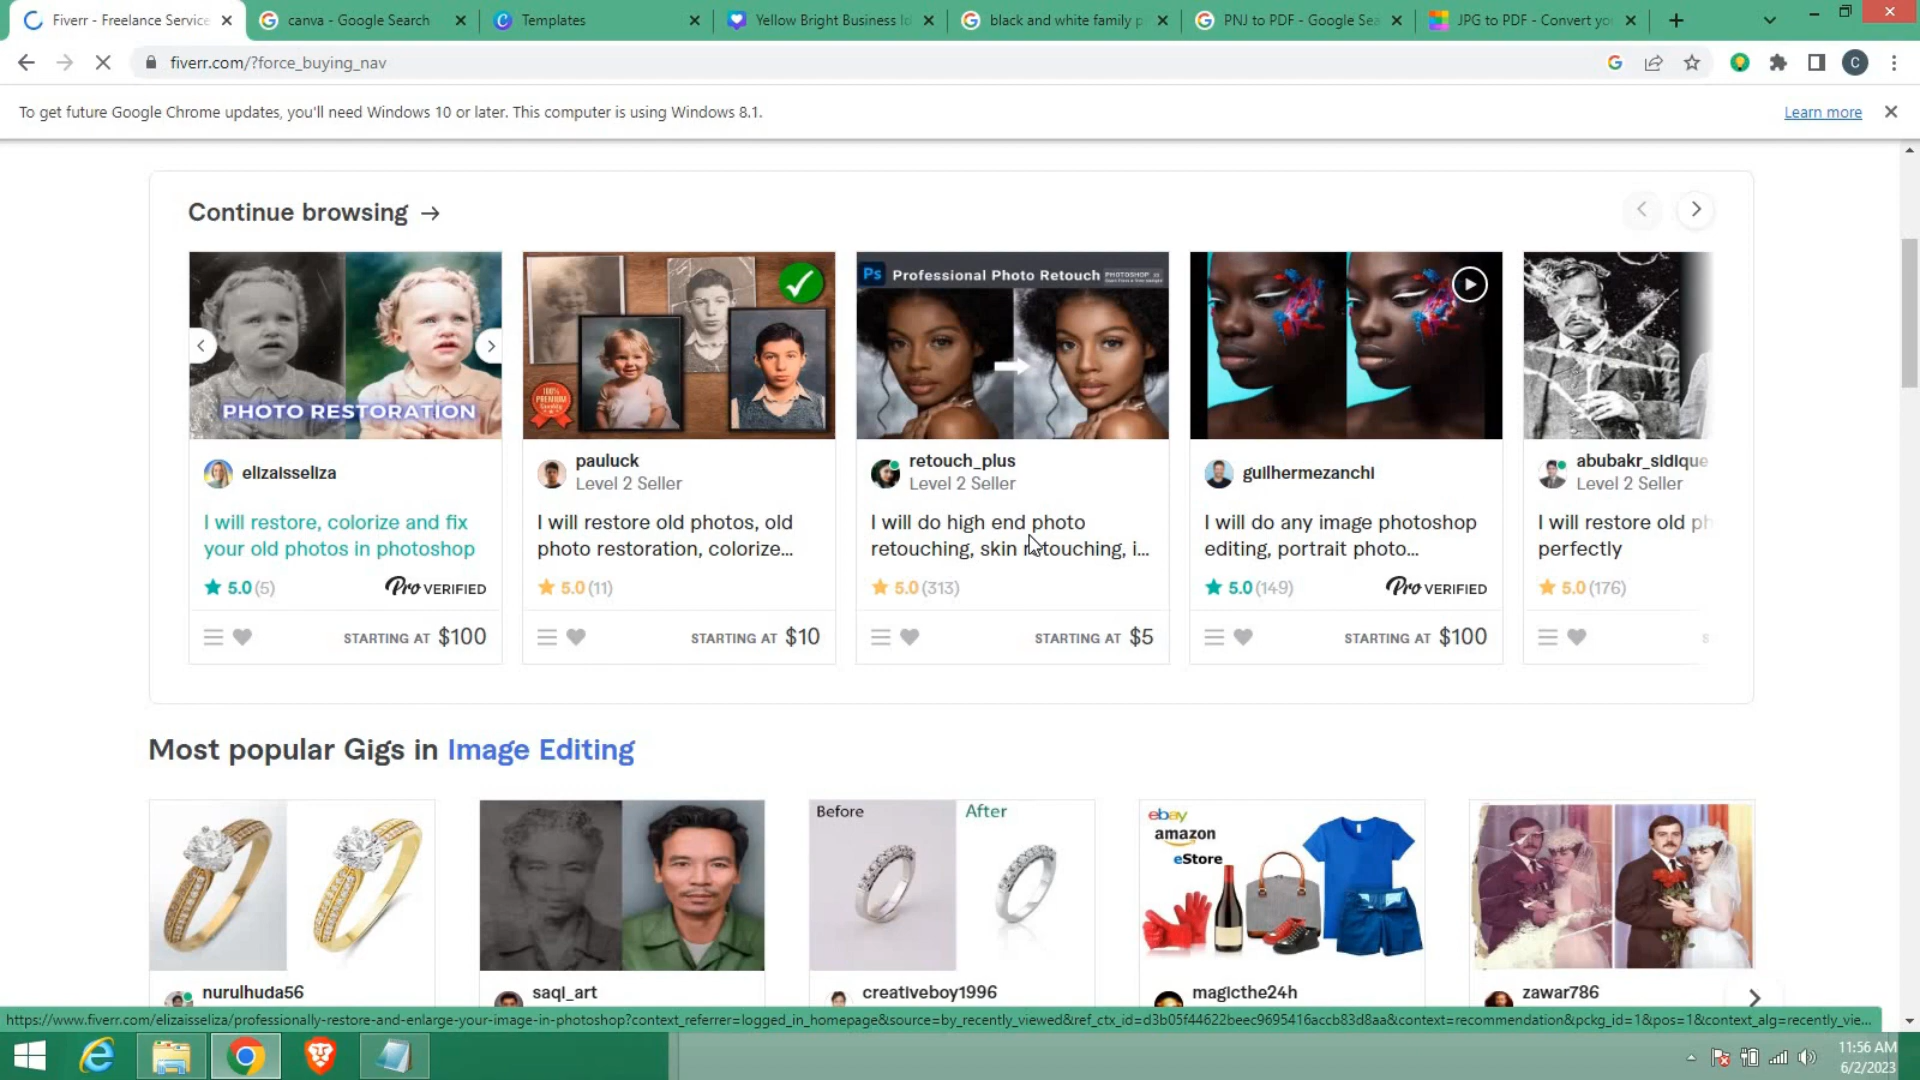 Fiverr - Freelance Service
canva - Google Search
Templates
Yellow Bright Business Id
black and white family p
PNJ to PDF - Google Sea
JPG to PDF - Convert yo
fiverr.com/?force_buying_nav
C
To get future Google Chrome updates, you'll need Windows 10 or later. This computer is using Windows 8.1.
Learn more
Continue browsing →
PHOTO RESTORATION
100% PREMIUM
Ps Professional Photo Retouch PHOTOSHOP
elizaisseliza
pauluck
Level 2 Seller
retouch_plus
Level 2 Seller
guilhermezanchi
abubakr_sidique
Level 2 Seller
I will restore, colorize and fix
your old photos in photoshop
I will restore old photos, old
photo restoration, colorize...
I will do high end photo
retouching, skin retouching, i...
I will do any image photoshop
editing, portrait photo...
I will restore old ph
perfectly
5.0 (5) Pro VERIFIED
5.0 (11)
5.0 (313)
5.0 (149) Pro VERIFIED
5.0 (176)
STARTING AT $100
STARTING AT $10
STARTING AT $5
STARTING AT $100
S
Most popular Gigs in Image Editing
Before After
ebay
amazon
eStore
nurulhuda56
saqi_art
creativeboy1996
magicthe24h
zawar786
https://www.fiverr.com/elizaisseliza/professionally-restore-and-enlarge-your-image-in-photoshop?context_referrer=logged_in_homepage&source=by_recently_viewed&ref_ctx_id=d3b05f44622beec9695416accb83d8aa&context=recommendation&pckg_id=1&pos=1&context_alg=recently_vie...
11:56 AM
6/2/2023